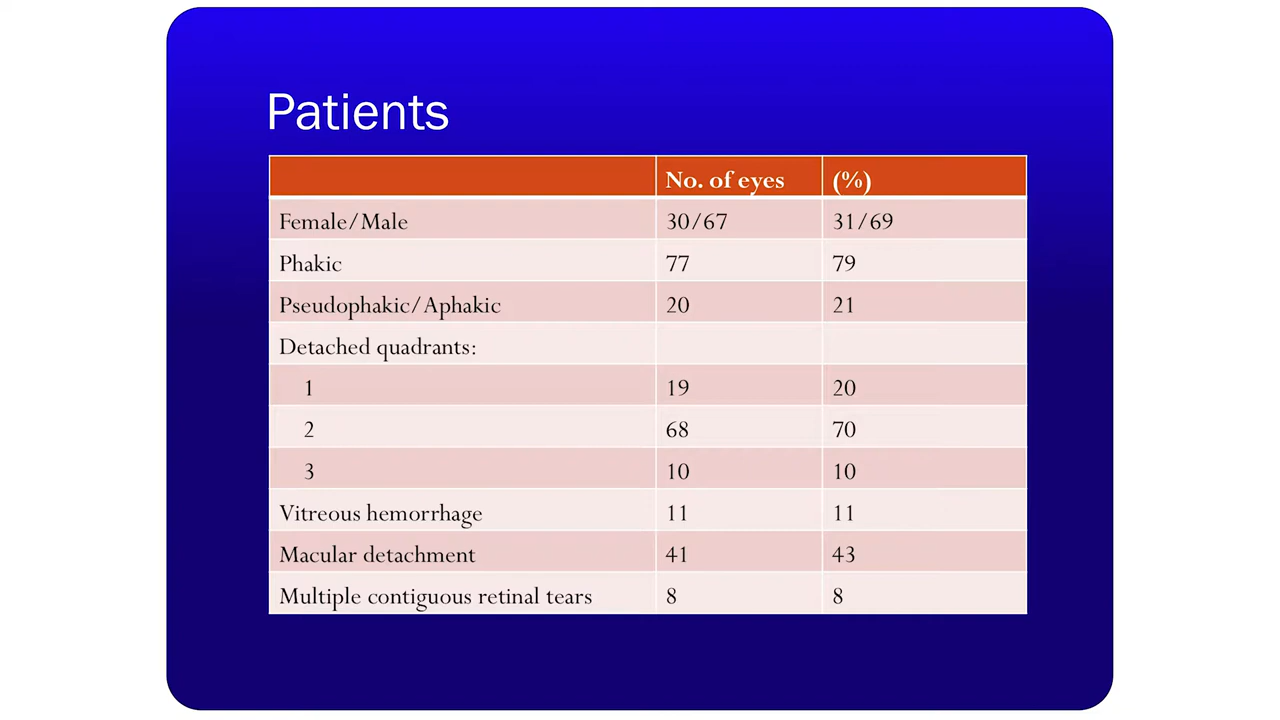 Patients
No. of eyes (%)
Female/Male 30/67 31/69
Phakic 77 79
Pseudophakic/Aphakic 20 21
Detached quadrants:
1 19 20
2 68 70
3 10 10
Vitreous hemorrhage 11 11
Macular detachment 41 43
Multiple contiguous retinal tears 8 8